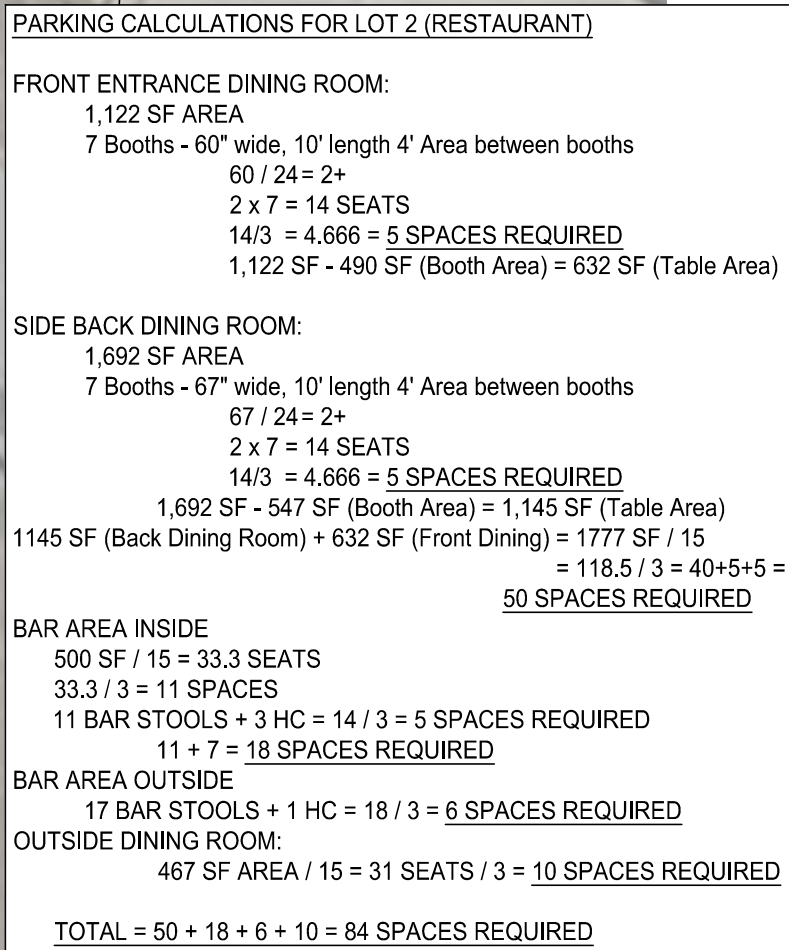 PARKING CALCULATIONS FOR LOT 2 (RESTAURANT)
FRONT ENTRANCE DINING ROOM:
1,122 SF AREA
7 Booths - 60" wide, 10' length 4' Area between booths
60 / 24 = 2+
2 x 7 = 14 SEATS
14/3 = 4.666 = 5 SPACES REQUIRED
1,122 SF - 490 SF (Booth Area) = 632 SF (Table Area)
SIDE BACK DINING ROOM:
1,692 SF AREA
7 Booths - 67" wide, 10' length 4' Area between booths
67 / 24 = 2+
2 x 7 = 14 SEATS
14/3 = 4.666 = 5 SPACES REQUIRED
1,692 SF - 547 SF (Booth Area) = 1,145 SF (Table Area)
1145 SF (Back Dining Room) + 632 SF (Front Dining) = 1777 SF / 15
= 118.5 / 3 = 40+5+5 =
50 SPACES REQUIRED
BAR AREA INSIDE
500 SF / 15 = 33.3 SEATS
33.3 / 3 = 11 SPACES
11 BAR STOOLS + 3 HC = 14 / 3 = 5 SPACES REQUIRED
11 + 7 = 18 SPACES REQUIRED
BAR AREA OUTSIDE
17 BAR STOOLS + 1 HC = 18 / 3 = 6 SPACES REQUIRED
OUTSIDE DINING ROOM:
467 SF AREA / 15 = 31 SEATS / 3 = 10 SPACES REQUIRED
TOTAL = 50 + 18 + 6 + 10 = 84 SPACES REQUIRED